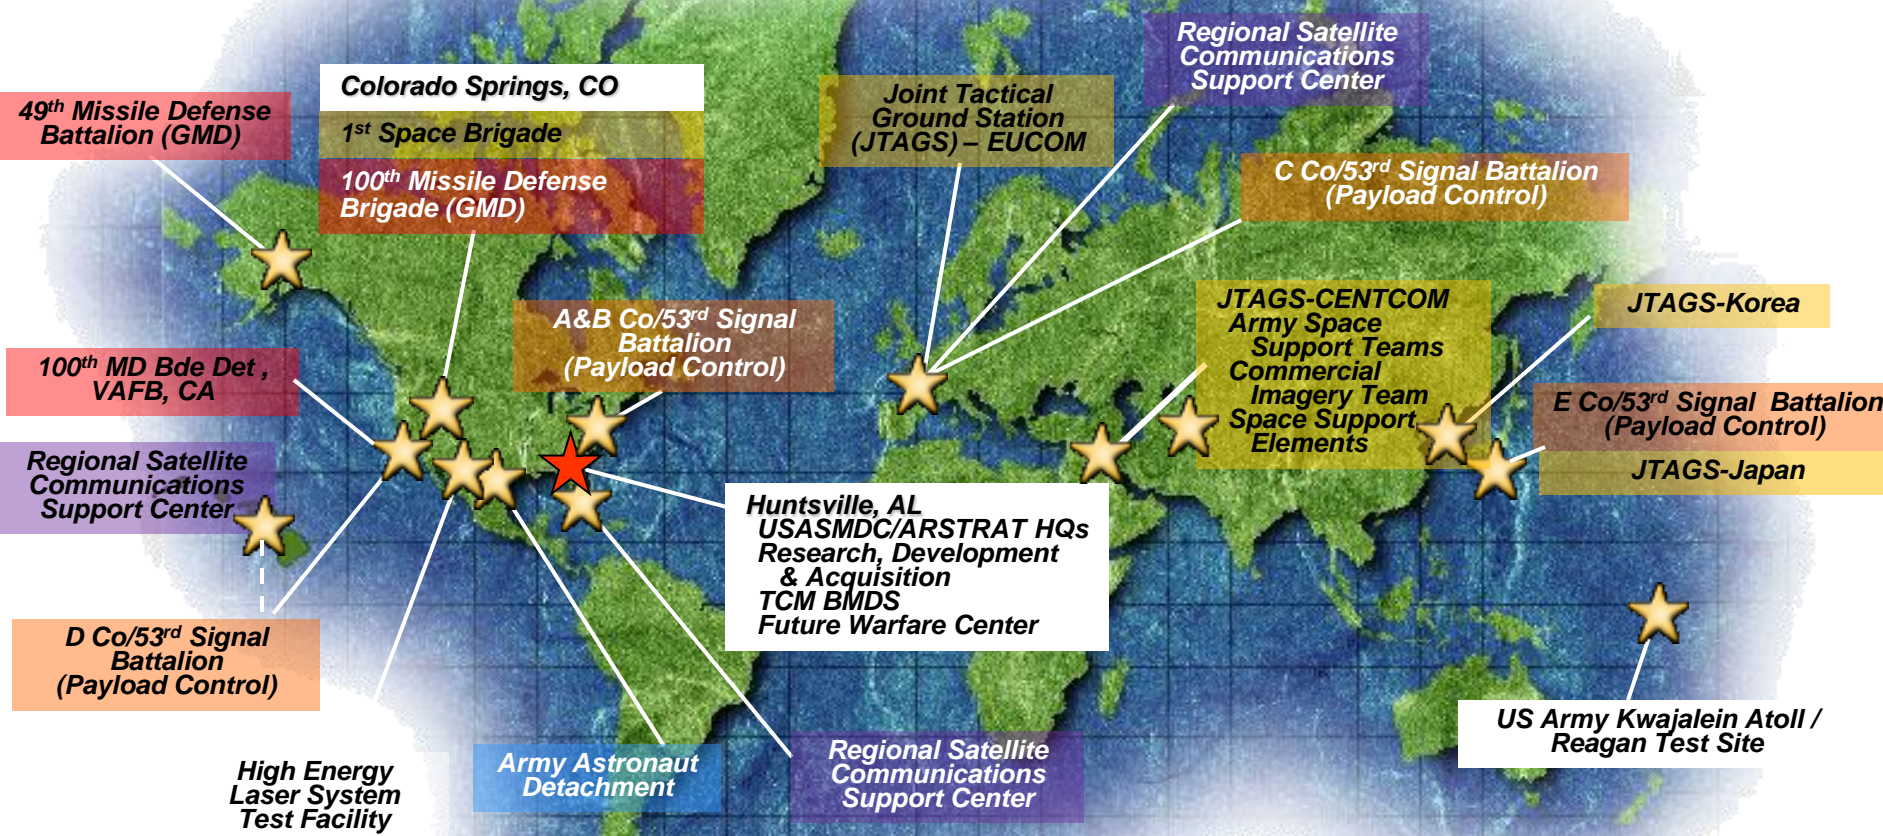 Regional Satellite
Communications
Support Center
Colorado Springs, CO
1st Space Brigade
100th Missile Defense
Brigade (GMD)
49th Missile Defense
Battalion (GMD)
Joint Tactical
Ground Station
(JTAGS) – EUCOM
C Co/53rd Signal Battalion
(Payload Control)
A&B Co/53rd Signal
Battalion
(Payload Control)
JTAGS-CENTCOM
Army Space
Support Teams
Commercial
Imagery Team
Space Support
Elements
JTAGS-Korea
100th MD Bde Det ,
VAFB, CA
E Co/53rd Signal Battalion
(Payload Control)
JTAGS-Japan
Regional Satellite
Communications
Support Center
Huntsville, AL
USASMDC/ARSTRAT HQs
Research, Development
& Acquisition
TCM BMDS
Future Warfare Center
D Co/53rd Signal
Battalion
(Payload Control)
US Army Kwajalein Atoll /
Reagan Test Site
High Energy
Laser System
Test Facility
Army Astronaut
Detachment
Regional Satellite
Communications
Support Center